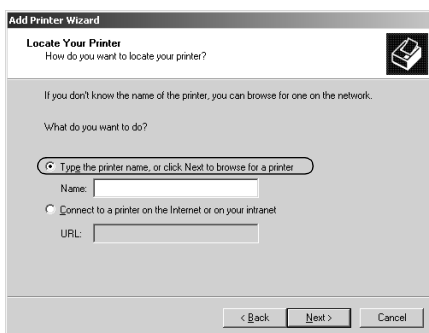 Add Printer Wizard
Locate Your Printer
How do you want to locate your printer?
If you don't know the name of the printer, you can browse for one on the network.
What do you want to do?
Type the printer name, or click Next to browse for a printer
Name:
Connect to a printer on the Internet or on your intranet
URL:
< Back Next > Cancel